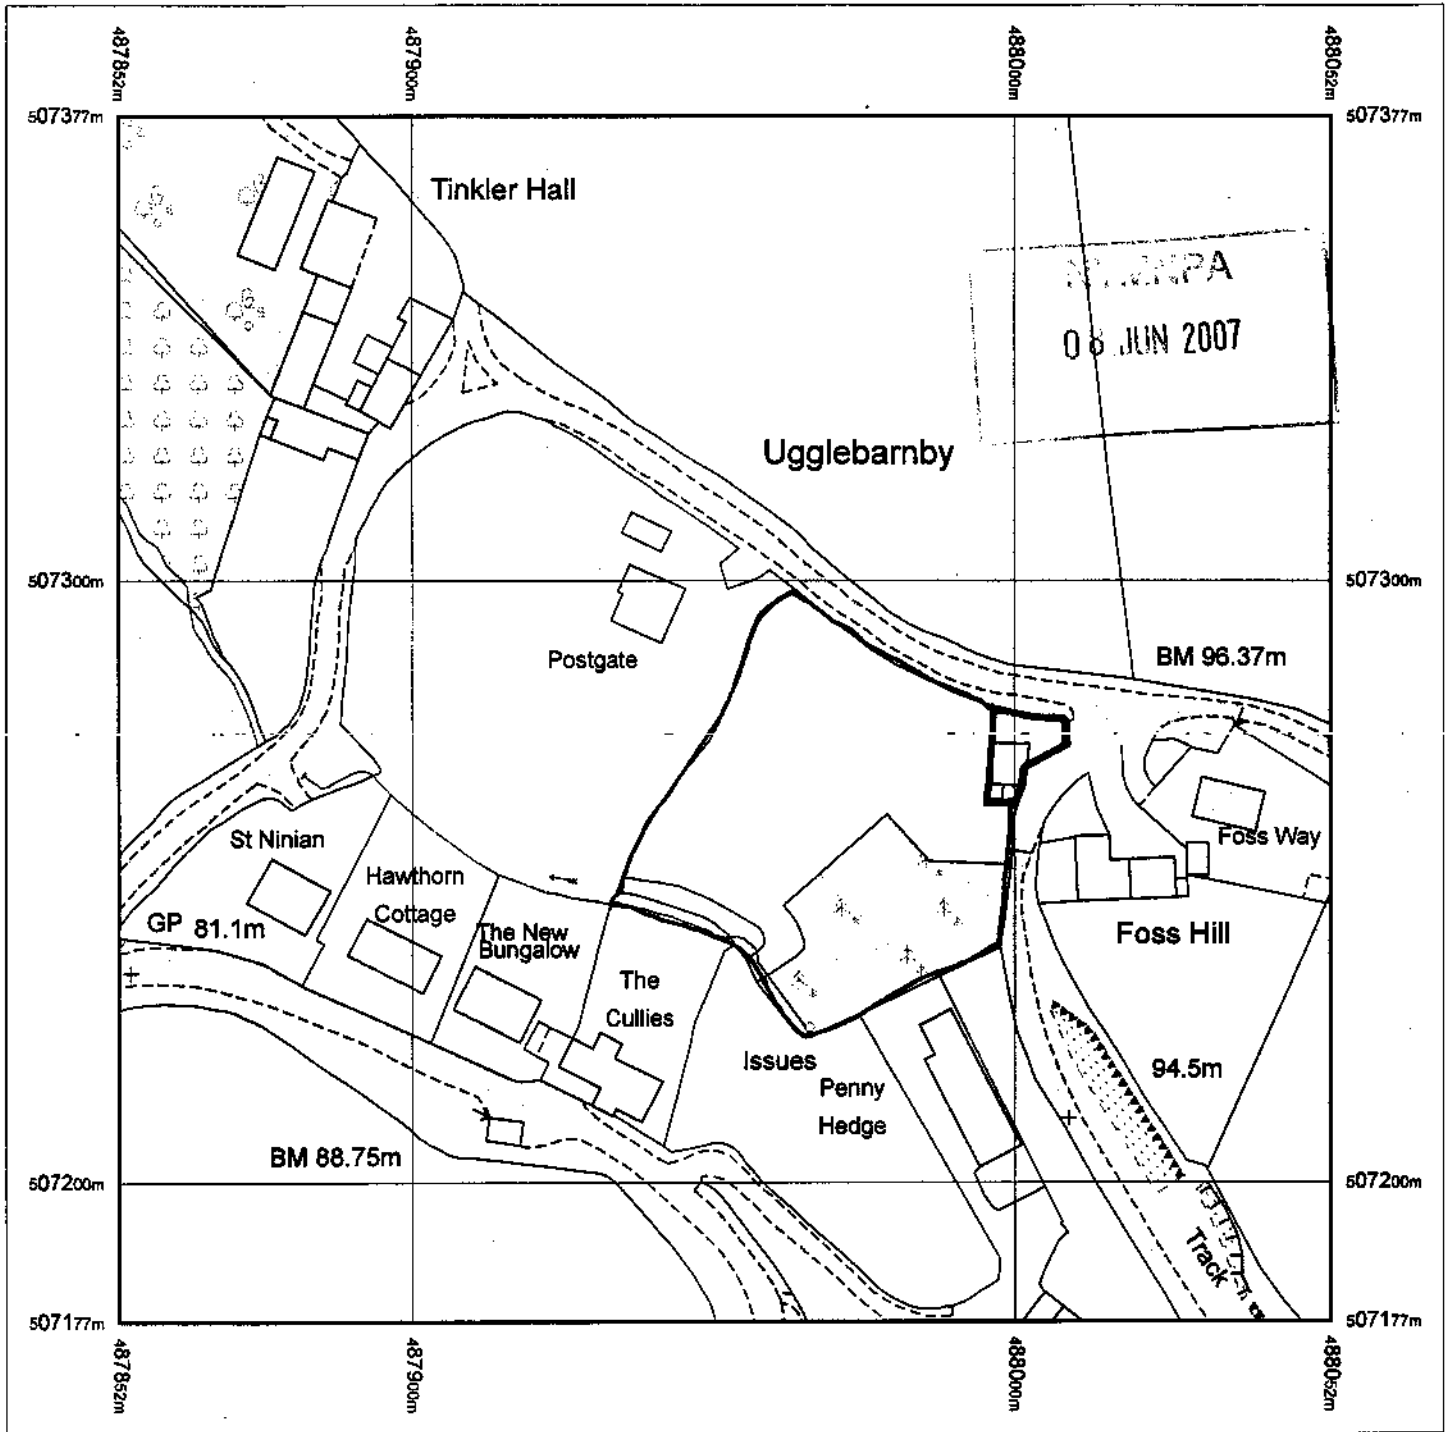 487852m
487900m
488000m
488052m
507377m
507377m
Tinkler Hall
08 JUN 2007
Ugglebarnby
507300m
507300m
Postgate
BM 96.37m
St Ninian
Foss Way
Hawthorn
Cottage
GP 81.1m
The New
Bungalow
Foss Hill
The
Cullies
Issues
Penny
Hedge
94.5m
BM 88.75m
507200m
507200m
Track
507177m
507177m
487852m
487900m
488000m
488052m